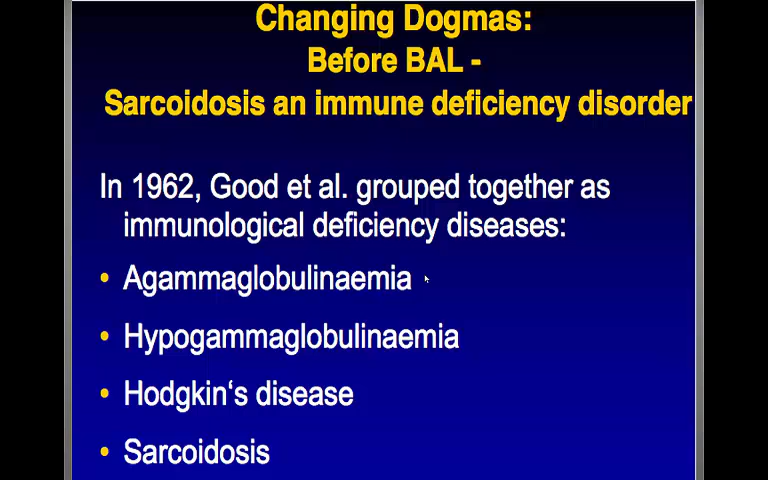 Changing Dogmas:
Before BAL -
Sarcoidosis an immune deficiency disorder
In 1962, Good et al. grouped together as
immunological deficiency diseases:
• Agammaglobulinaemia
• Hypogammaglobulinaemia
• Hodgkin‘s disease
• Sarcoidosis